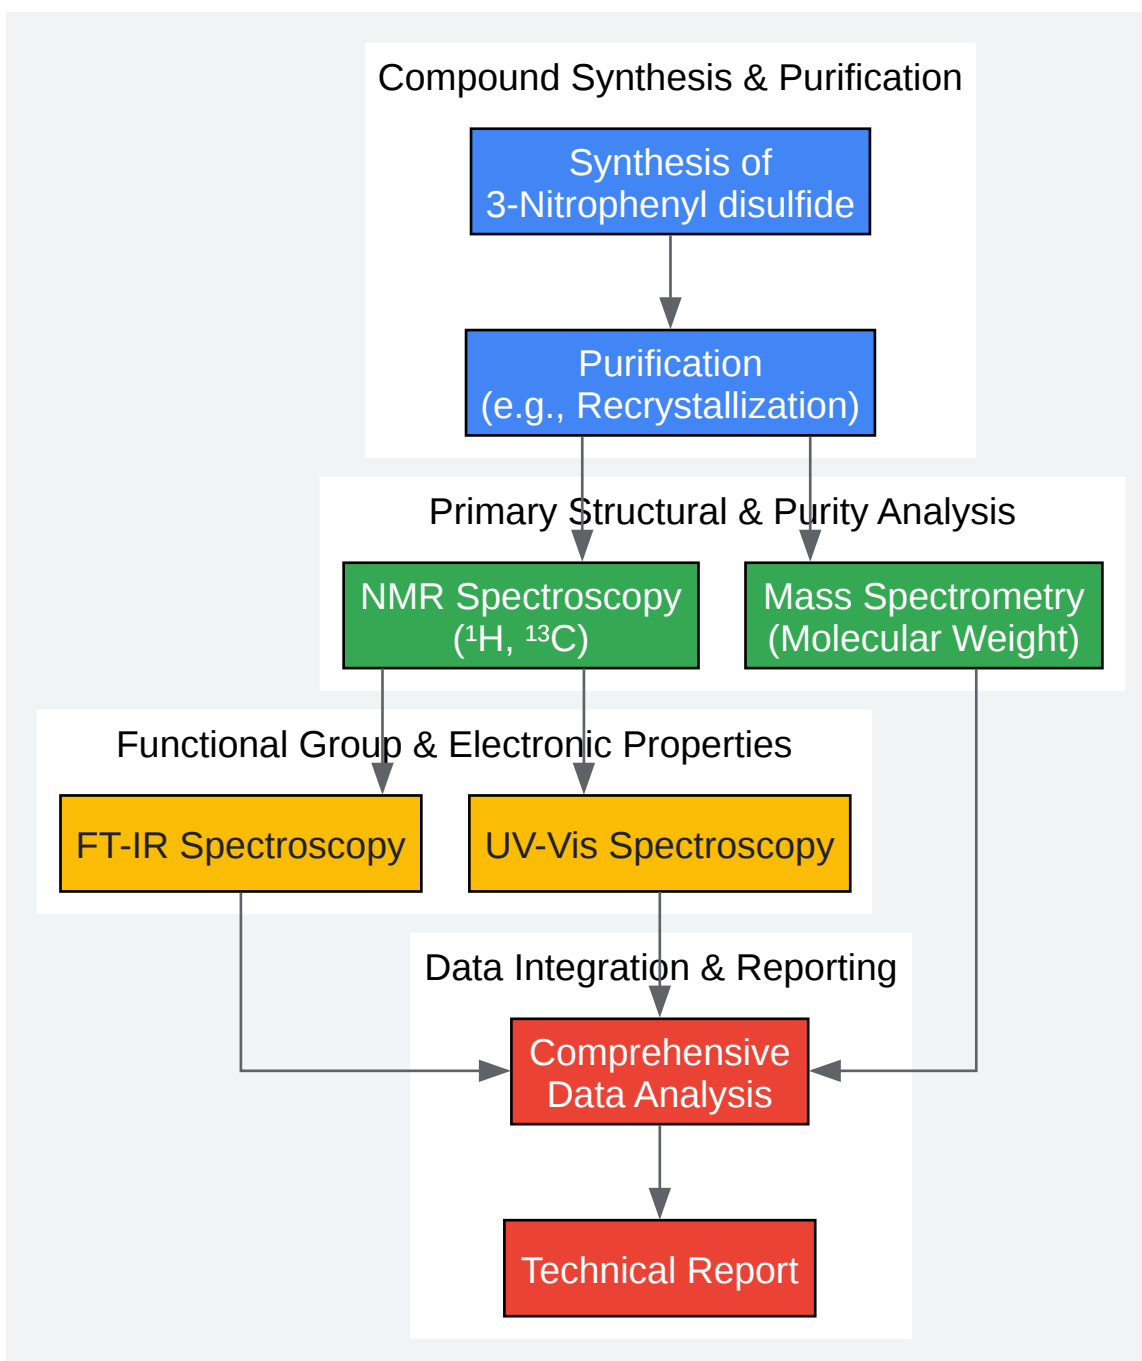 Compound Synthesis & Purification
Synthesis of
3-Nitrophenyl disulfide
Purification
(e.g., Recrystallization)
Primary Structural & Purity Analysis
NMR Spectroscopy
(¹H, ¹³C)
Mass Spectrometry
(Molecular Weight)
Functional Group & Electronic Properties
FT-IR Spectroscopy
UV-Vis Spectroscopy
Data Integration & Reporting
Comprehensive
Data Analysis
Technical Report